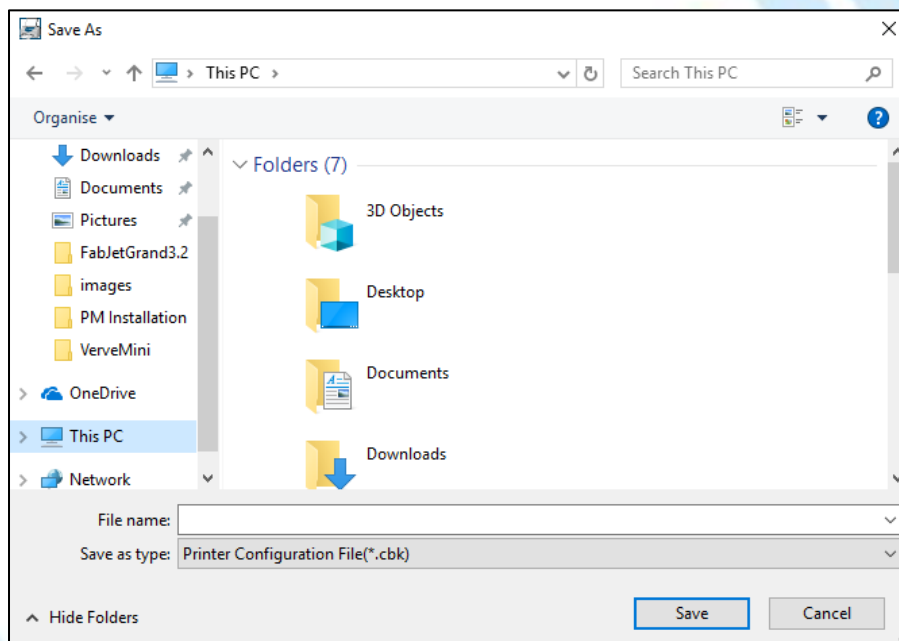 Save As
This PC
Search This PC
Organise
Downloads
Documents
Pictures
FabJetGrand3.2
images
PM Installation
VerveMini
OneDrive
This PC
Network
Folders (7)
3D Objects
Desktop
Documents
Downloads
File name:
Save as type: Printer Configuration File(*.cbk)
Hide Folders
Save
Cancel